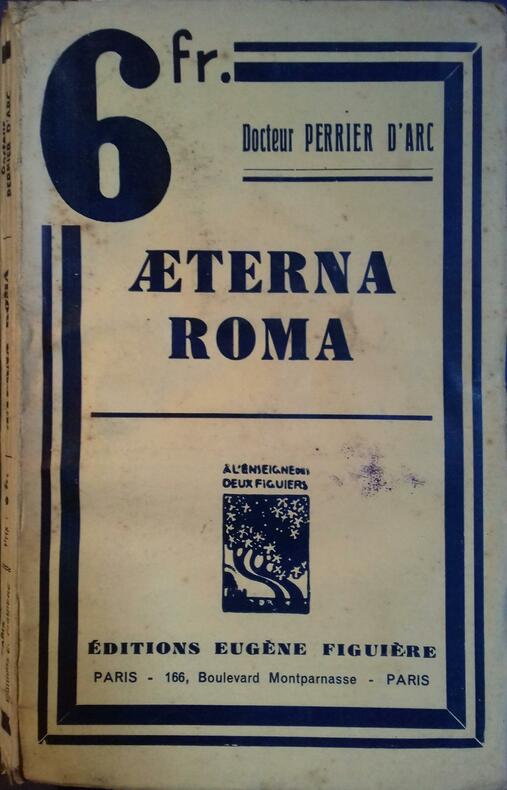 6 fr.
Docteur PERRIER D'ARC
ÆTERNA
ROMA
À L'ENSEIGNE DES
DEUX FIGUIERS
ÉDITIONS EUGÈNE FIGUIÈRE
PARIS - 166, Boulevard Montparnasse - PARIS